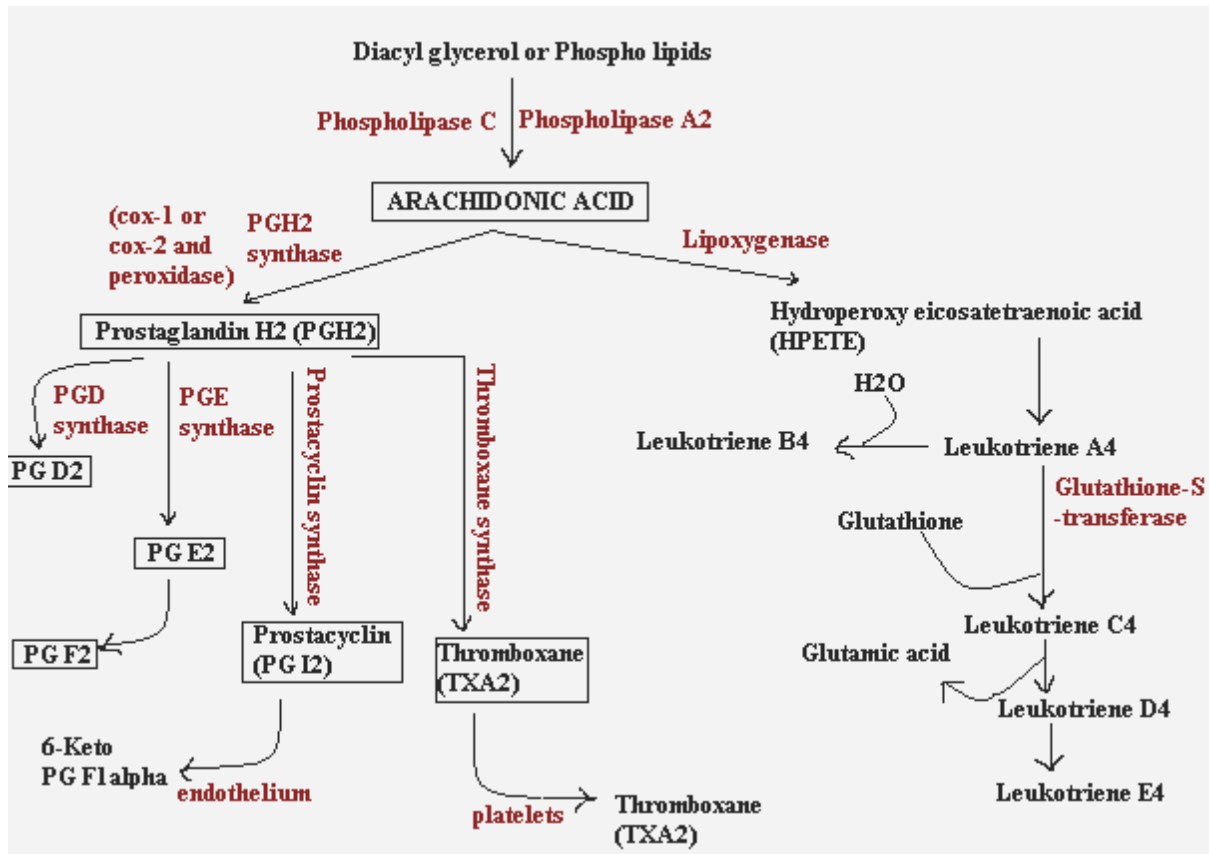 Diacyl glycerol or Phospho lipids
Phospholipase C
Phospholipase A2
ARACHIDONIC ACID
(cox-1 or
cox-2 and
peroxidase)
PGH2
synthase
Lipoxygenase
Prostaglandin H2 (PGH2)
Hydroperoxy eicosatetraenoic acid
(HPETE)
PGD
synthase
PGE
synthase
Prostacyclin synthase
Thromboxane synthase
H2O
Leukotriene B4
Leukotriene A4
PG D2
Glutathione-S
-transferase
Glutathione
PG E2
Leukotriene C4
PG F2
Prostacyclin
(PG I2)
Thromboxane
(TXA2)
Glutamic acid
Leukotriene D4
6-Keto
PG F1alpha
endothelium
platelets
Thromboxane
(TXA2)
Leukotriene E4